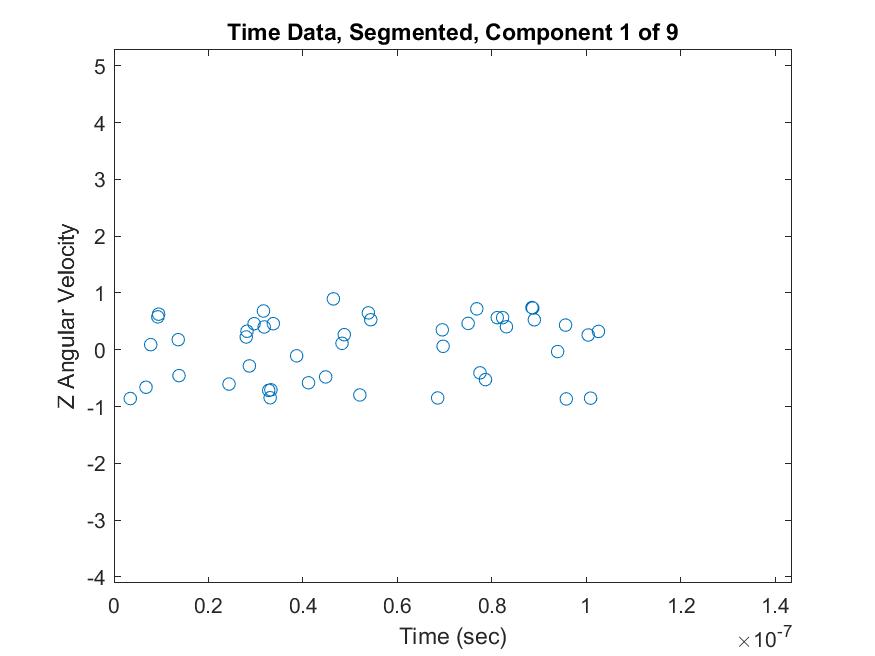 Time Data, Segmented, Component 1 of 9
5
4
3
2
1
0
-1
-2
-3
-4
Z Angular Velocity
0 0.2 0.4 0.6 0.8 1 1.2 1.4
Time (sec)
×10-7